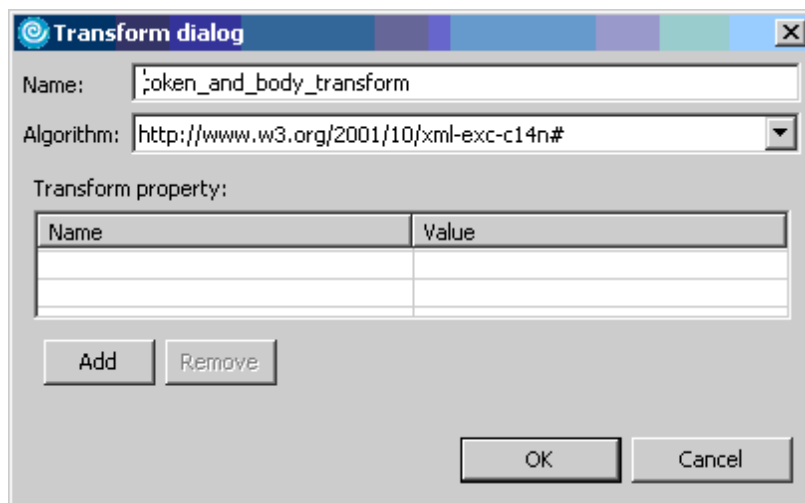 Transform dialog
Name: token_and_body_transform
Algorithm: http://www.w3.org/2001/10/xml-exc-c14n#
Transform property:
Name Value
Add Remove
OK Cancel